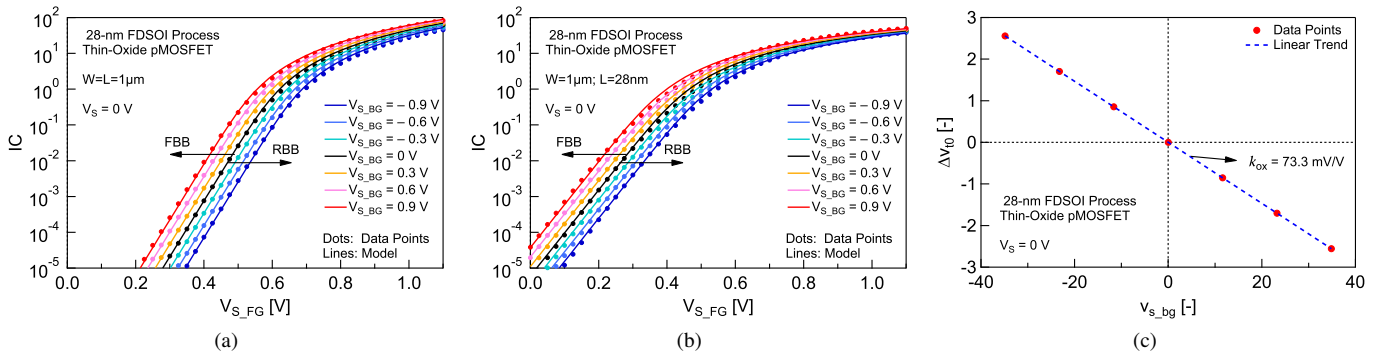 10^2
10^1
10^0
10^-1
10^-2
10^-3
10^-4
10^-5
IC
28-nm FDSOI Process
Thin-Oxide pMOSFET
W=L=1µm
V_S = 0 V
FBB
RBB
V_S_BG = − 0.9 V
V_S_BG = − 0.6 V
V_S_BG = − 0.3 V
V_S_BG = 0 V
V_S_BG = 0.3 V
V_S_BG = 0.6 V
V_S_BG = 0.9 V
Dots: Data Points
Lines: Model
0.0 0.2 0.4 0.6 0.8 1.0
V_S_FG [V]
(a)
10^2
10^1
10^0
10^-1
10^-2
10^-3
10^-4
10^-5
IC
28-nm FDSOI Process
Thin-Oxide pMOSFET
W=1µm; L=28nm
V_S = 0 V
FBB
RBB
V_S_BG = − 0.9 V
V_S_BG = − 0.6 V
V_S_BG = − 0.3 V
V_S_BG = 0 V
V_S_BG = 0.3 V
V_S_BG = 0.6 V
V_S_BG = 0.9 V
Dots: Data Points
Lines: Model
0.0 0.2 0.4 0.6 0.8 1.0
V_S_FG [V]
(b)
3
2
1
0
-1
-2
-3
Δv_t0 [-]
Data Points
Linear Trend
k_ox = 73.3 mV/V
28-nm FDSOI Process
Thin-Oxide pMOSFET
V_S = 0 V
-40 -20 0 20 40
v_s_bg [-]
(c)